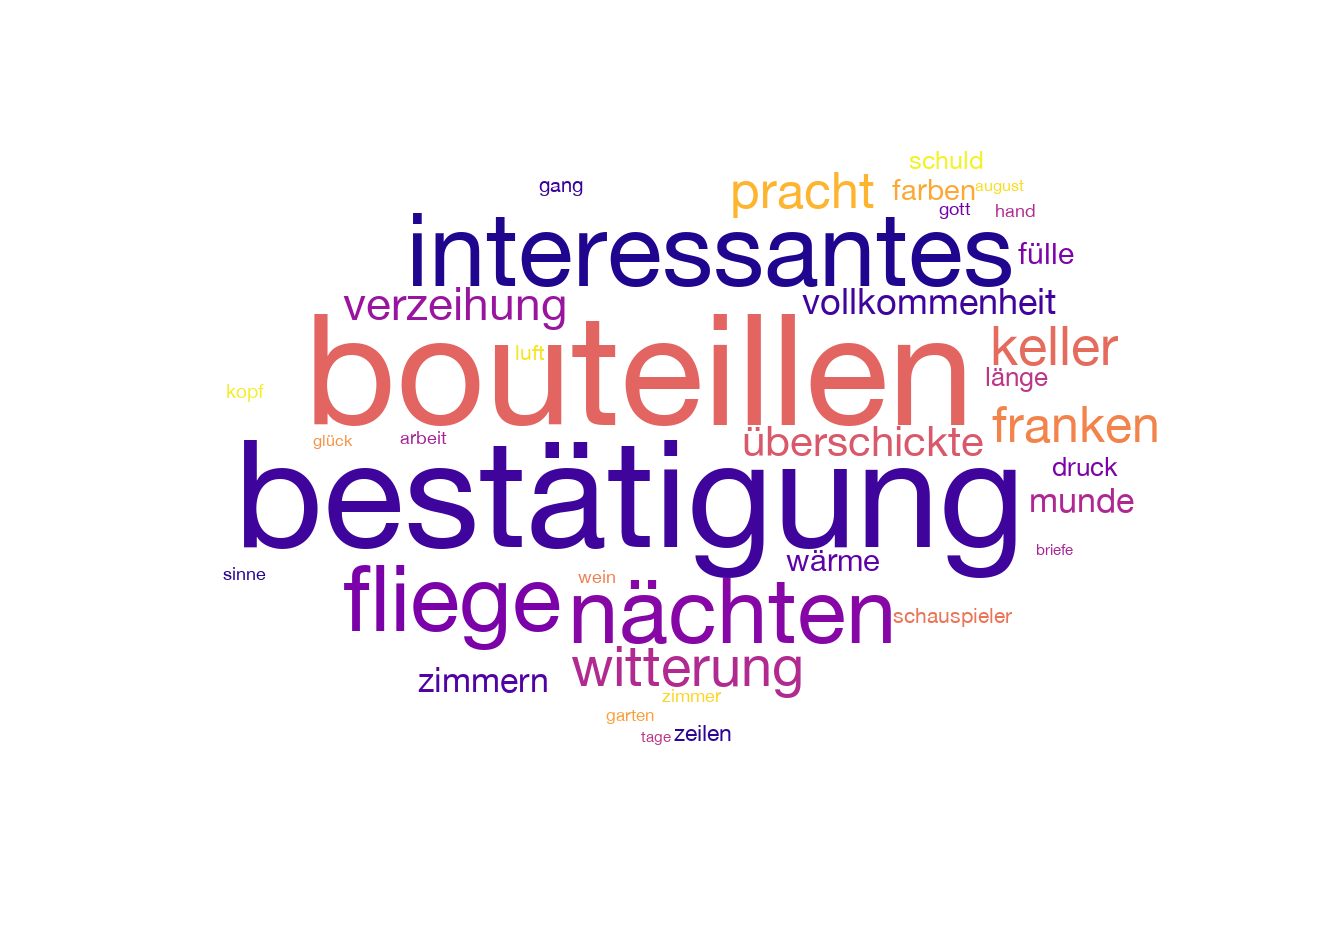 schuld
gang pracht farben august
gott hand
interessantes fülle
verzeihung vollkommenheit
luft bouteillen keller
kopf länge
glück arbeit überschickte franken
bestätigung druck
munde
wärme briefe
sinne fliege wein nächten
schauspieler
zimmern witterung
zimmer
garten
tage zeilen